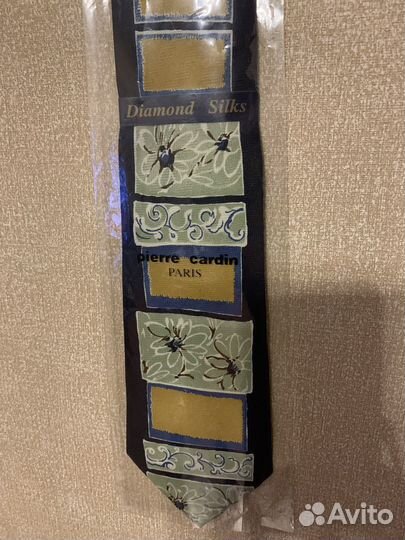 Diamond Silks
pierre cardin
PARIS
Avito